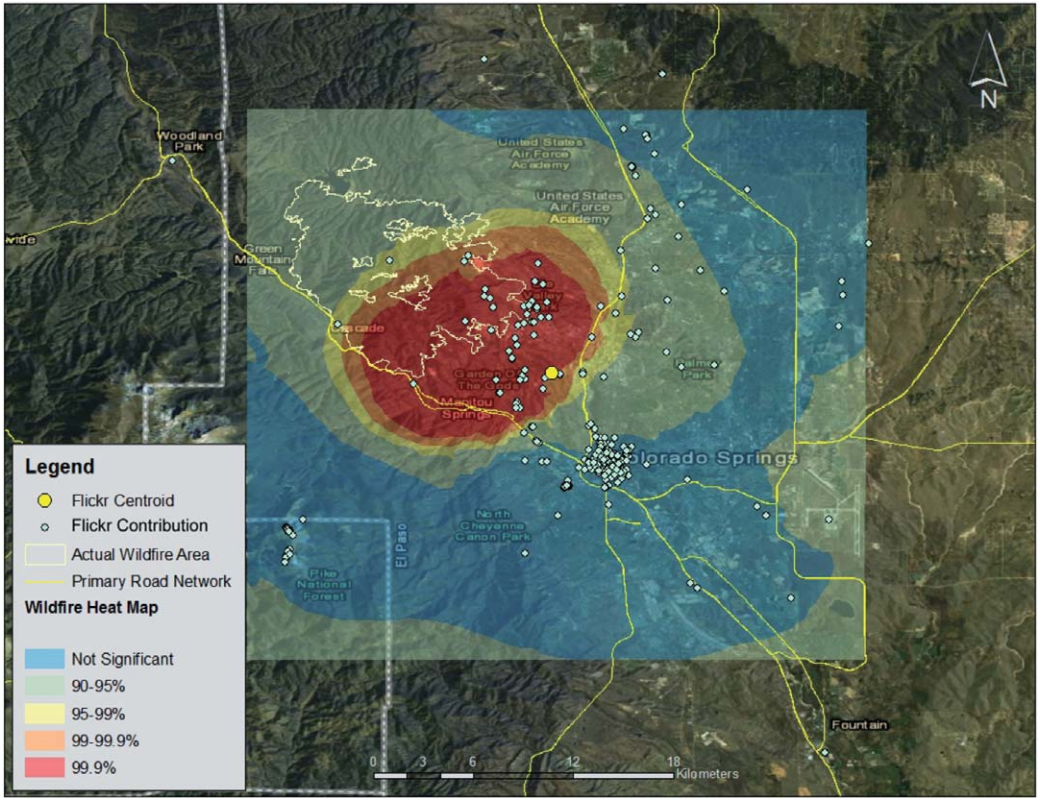 N
Woodland
Park
United States
Air Force
Academy
United States
Air Force
Academy
vide
Green
Mountain
Falls
Cascade
Valley
Garden Of
The Gods
Manitou
Springs
Palmer
Park
Colorado Springs
North
Cheyenne
Canon Park
El Paso
Pike
National
Forest
Fountain
Legend
Flickr Centroid
Flickr Contribution
Actual Wildfire Area
Primary Road Network
Wildfire Heat Map
Not Significant
90-95%
95-99%
99-99.9%
99.9%
0 3 6 12 18
Kilometers